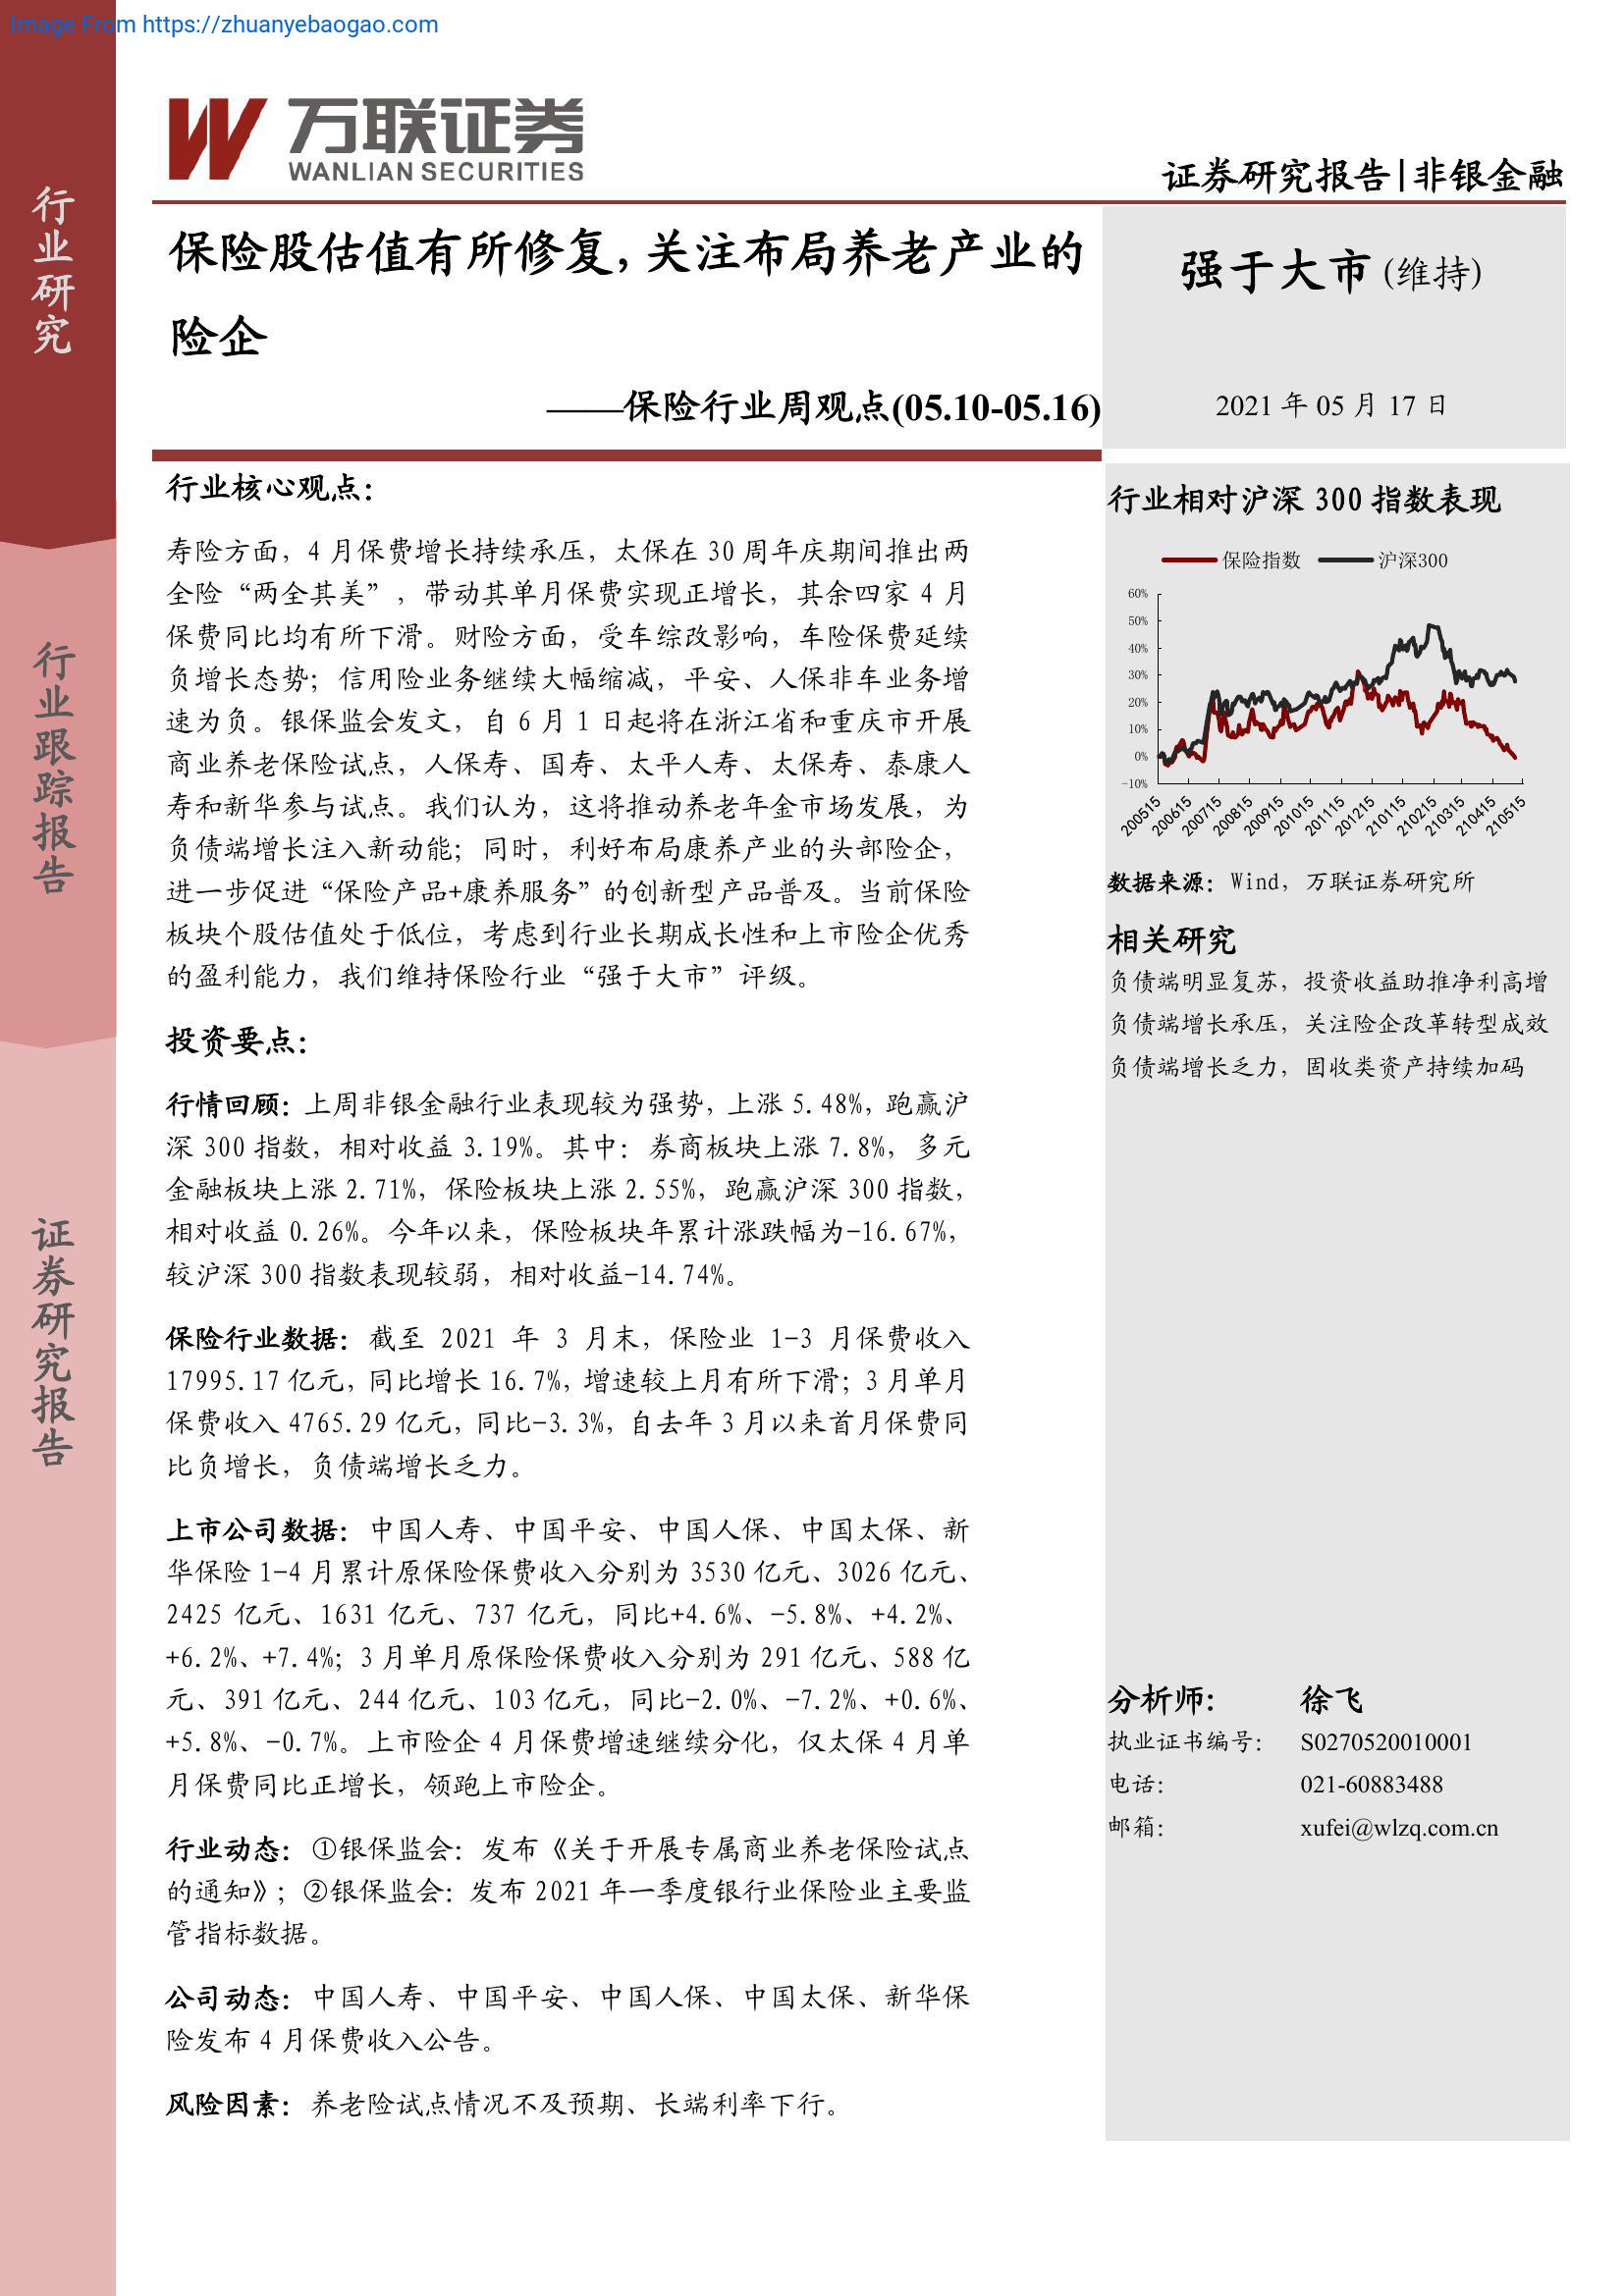 Image From https://zhuanyebaogao.com
万联证券
WANLIAN SECURITIES
证券研究报告|非银金融
行业研究
行业跟踪报告
证券研究报告
保险股估值有所修复,关注布局养老产业的
险企
——保险行业周观点(05.10-05.16)
强于大市(维持)
2021 年 05 月 17 日
行业核心观点：
寿险方面，4 月保费增长持续承压，太保在 30 周年庆期间推出两
全险“两全其美”，带动其单月保费实现正增长，其余四家 4 月
保费同比均有所下滑。财险方面，受车综改影响，车险保费延续
负增长态势；信用险业务继续大幅缩减，平安、人保非车业务增
速为负。银保监会发文，自 6 月 1 日起将在浙江省和重庆市开展
商业养老保险试点，人保寿、国寿、太平人寿、太保寿、泰康人
寿和新华参与试点。我们认为，这将推动养老年金市场发展，为
负债端增长注入新动能；同时，利好布局康养产业的头部险企，
进一步促进“保险产品+康养服务”的创新型产品普及。当前保险
板块个股估值处于低位，考虑到行业长期成长性和上市险企优秀
的盈利能力，我们维持保险行业“强于大市”评级。
投资要点：
行情回顾：上周非银金融行业表现较为强势，上涨 5.48%，跑赢沪
深 300 指数，相对收益 3.19%。其中：券商板块上涨 7.8%，多元
金融板块上涨 2.71%，保险板块上涨 2.55%，跑赢沪深 300 指数，
相对收益 0.26%。今年以来，保险板块年累计涨跌幅为-16.67%，
较沪深 300 指数表现较弱，相对收益-14.74%。
保险行业数据：截至 2021 年 3 月末，保险业 1-3 月保费收入
17995.17 亿元，同比增长 16.7%，增速较上月有所下滑；3 月单月
保费收入 4765.29 亿元，同比-3.3%，自去年 3 月以来首月保费同
比负增长，负债端增长乏力。
上市公司数据：中国人寿、中国平安、中国人保、中国太保、新
华保险 1-4 月累计原保险保费收入分别为 3530 亿元、3026 亿元、
2425 亿元、1631 亿元、737 亿元，同比+4.6%、-5.8%、+4.2%、
+6.2%、+7.4%；3 月单月原保险保费收入分别为 291 亿元、588 亿
元、391 亿元、244 亿元、103 亿元，同比-2.0%、-7.2%、+0.6%、
+5.8%、-0.7%。上市险企 4 月保费增速继续分化，仅太保 4 月单
月保费同比正增长，领跑上市险企。
行业动态：①银保监会：发布《关于开展专属商业养老保险试点
的通知》；②银保监会：发布 2021 年一季度银行业保险业主要监
管指标数据。
公司动态：中国人寿、中国平安、中国人保、中国太保、新华保
险发布 4 月保费收入公告。
风险因素：养老险试点情况不及预期、长端利率下行。
行业相对沪深 300 指数表现
保险指数 沪深300
60%
50%
40%
30%
20%
10%
0%
-10%
200515 200615 200715 200815 200915 201015 201115 201215 210115 210215 210315 210415 210515
数据来源：Wind，万联证券研究所
相关研究
负债端明显复苏，投资收益助推净利高增
负债端增长承压，关注险企改革转型成效
负债端增长乏力，固收类资产持续加码
分析师: 徐飞
执业证书编号: S0270520010001
电话: 021-60883488
邮箱: xufei@wlzq.com.cn